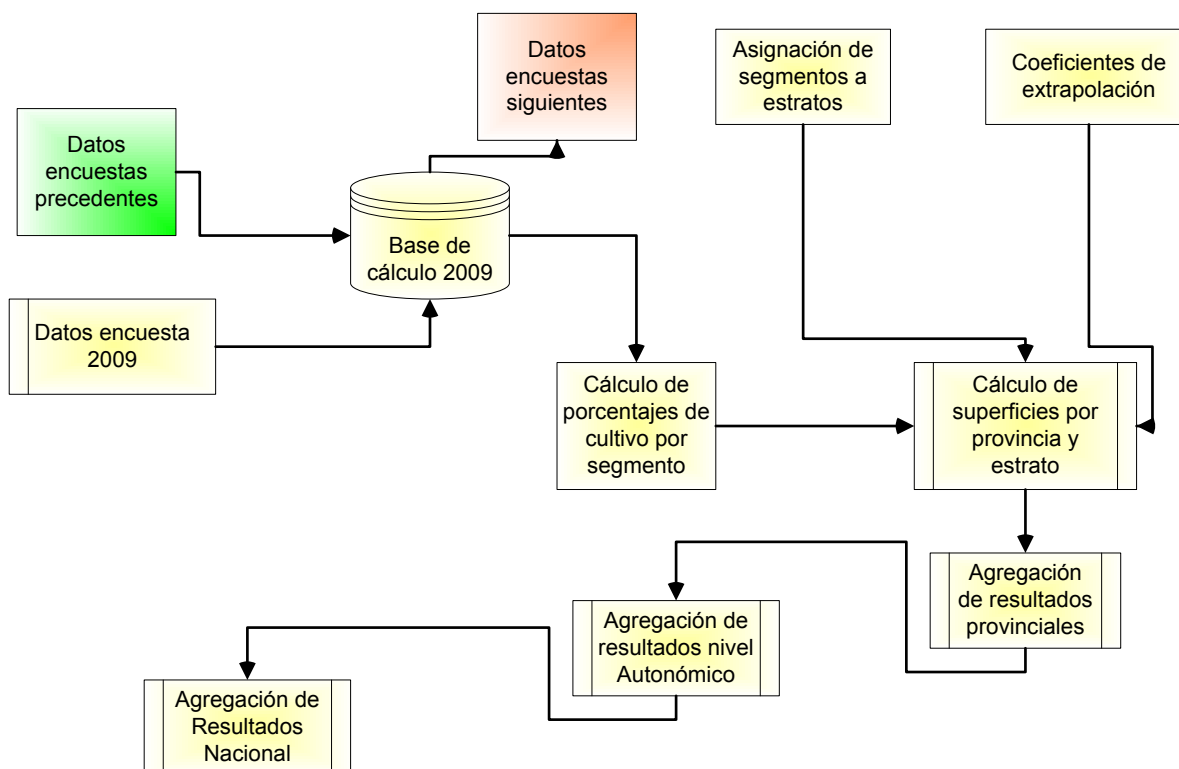 Datos
encuestas
siguientes
Asignación de
segmentos a
estratos
Coeficientes de
extrapolación
Datos
encuestas
precedentes
Base de
cálculo 2009
Datos encuesta
2009
Cálculo de
porcentajes de
cultivo por
segmento
Cálculo de
superficies por
provincia y
estrato
Agregación
de resultados
provinciales
Agregación de
resultados nivel
Autonómico
Agregación de
Resultados
Nacional